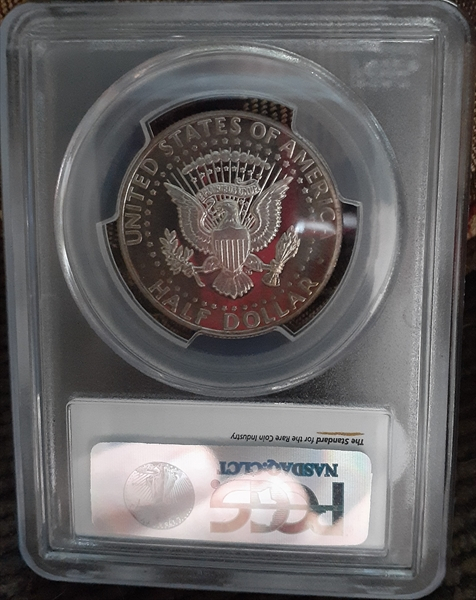 UNITED STATES OF AMERICA
HALF DOLLAR
The Standard for the Rare Coin Industry
NASDAQ:CLCT
PCGS